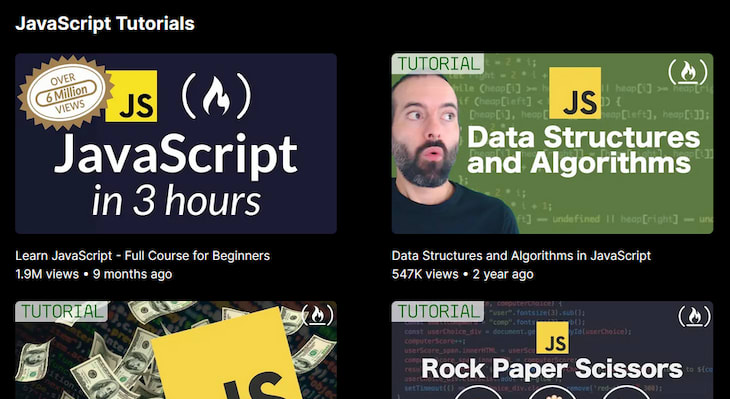 JavaScript Tutorials
OVER
6 Million
VIEWS
JS
JavaScript
in 3 hours
TUTORIAL
JS
Data Structures
and Algorithms
Learn JavaScript - Full Course for Beginners
1.9M views • 9 months ago
Data Structures and Algorithms in JavaScript
547K views • 2 year ago
TUTORIAL
JS
TUTORIAL
JS
Rock Paper Scissors